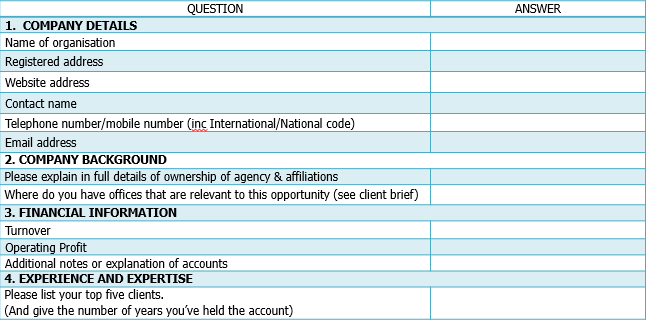 QUESTION ANSWER
1. COMPANY DETAILS
Name of organisation
Registered address
Website address
Contact name
Telephone number/mobile number (inc International/National code)
Email address
2. COMPANY BACKGROUND
Please explain in full details of ownership of agency & affiliations
Where do you have offices that are relevant to this opportunity (see client brief)
3. FINANCIAL INFORMATION
Turnover
Operating Profit
Additional notes or explanation of accounts
4. EXPERIENCE AND EXPERTISE
Please list your top five clients.
(And give the number of years you've held the account)